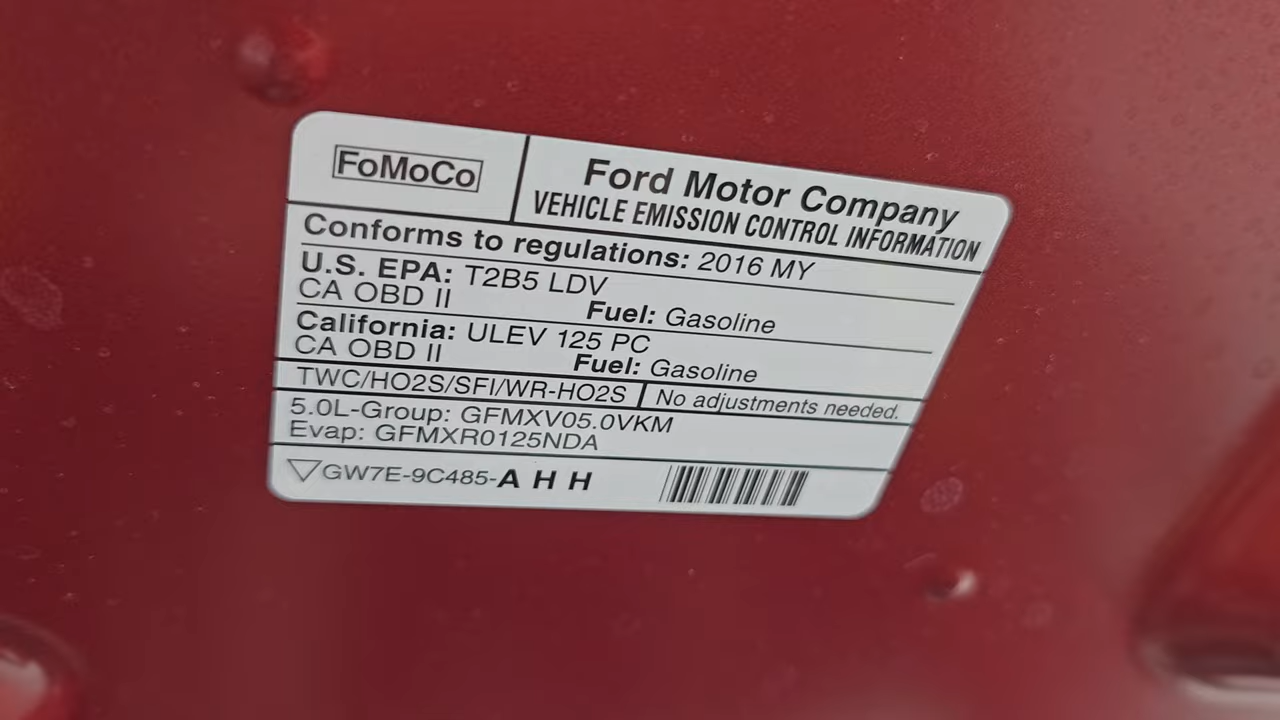 FoMoCo
Ford Motor Company
VEHICLE EMISSION CONTROL INFORMATION
Conforms to regulations: 2016 MY
U.S. EPA: T2B5 LDV
CA OBD II Fuel: Gasoline
California: ULEV 125 PC
CA OBD II Fuel: Gasoline
TWC/HO2S/SFI/WR-HO2S No adjustments needed.
5.0L-Group: GFMXV05.0VKM
Evap: GFMXR0125NDA
GW7E-9C485-A H H